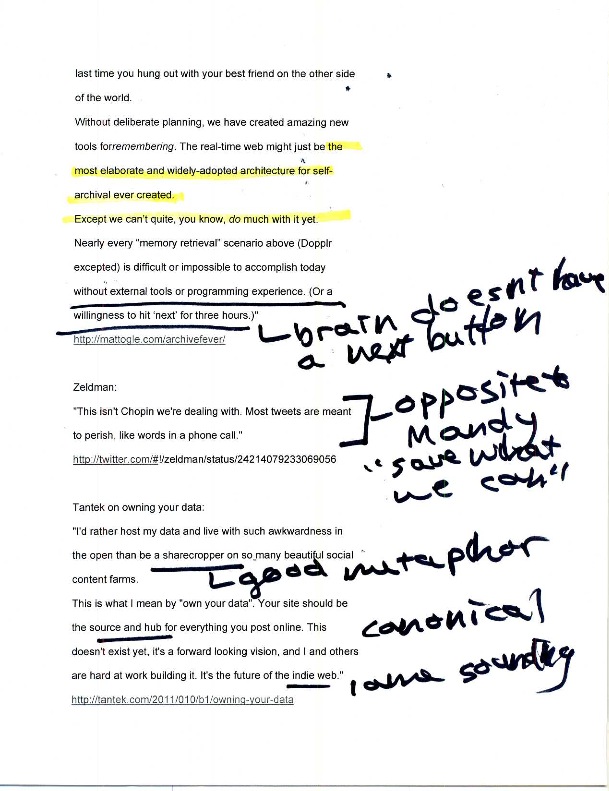 last time you hung out with your best friend on the other side
of the world.
Without deliberate planning, we have created amazing new
tools forremembering. The real-time web might just be the
most elaborate and widely-adopted architecture for self-
archival ever created.
Except we can't quite, you know, do much with it yet.
Nearly every "memory retrieval" scenario above (Dopplr
excepted) is difficult or impossible to accomplish today
without external tools or programming experience. (Or a
willingness to hit 'next' for three hours.)"
brain doesn't have
a next button
http://mattogle.com/archivefever/
Zeldman:
"This isn't Chopin we're dealing with. Most tweets are meant
to perish, like words in a phone call."
http://twitter.com/#!/zeldman/status/24214079233069056
opposite to
Mandy
"save what
we can"
Tantek on owning your data:
"I'd rather host my data and live with such awkwardness in
the open than be a sharecropper on so many beautiful social
content farms.
good metaphor
This is what I mean by "own your data". Your site should be
the source and hub for everything you post online. This
doesn't exist yet, it's a forward looking vision, and I and others
are hard at work building it. It's the future of the indie web."
canonical
lame sounding
http://tantek.com/2011/010/b1/owning-your-data